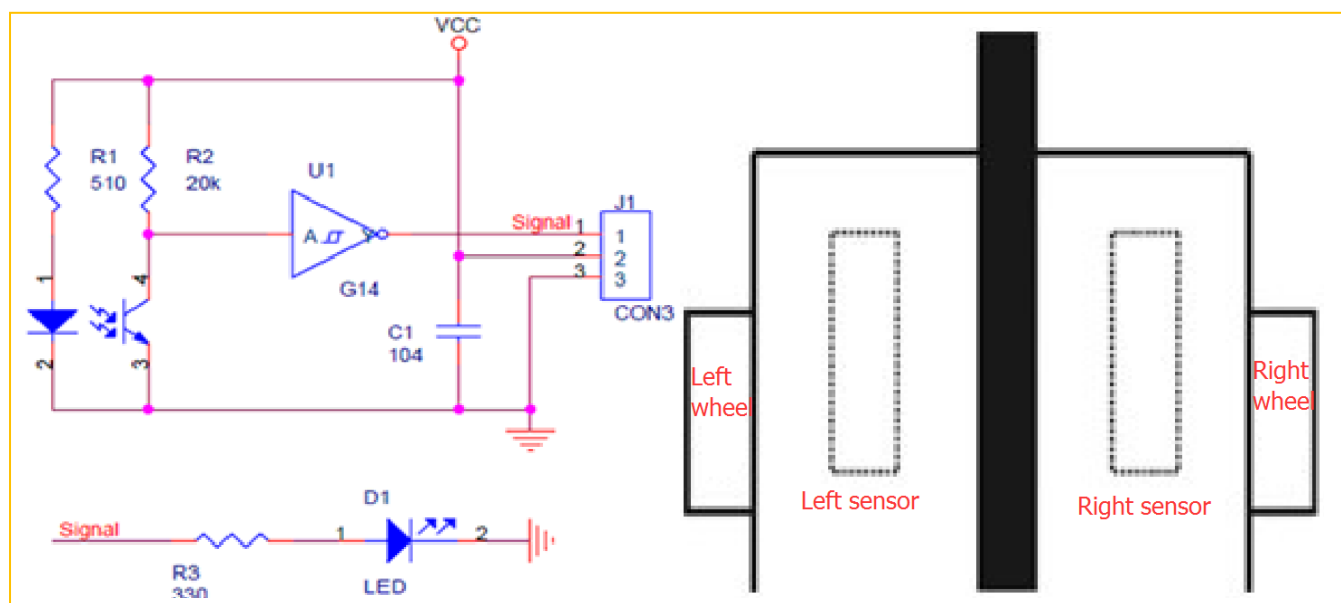 VCC
R1
510
R2
20k
U1
A
Y
G14
Signal
1
2
3
J1
1
2
3
CON3
1
2
4
3
C1
104
Signal
R3
330
1
D1
2
LED
Left
wheel
Left sensor
Right
wheel
Right sensor